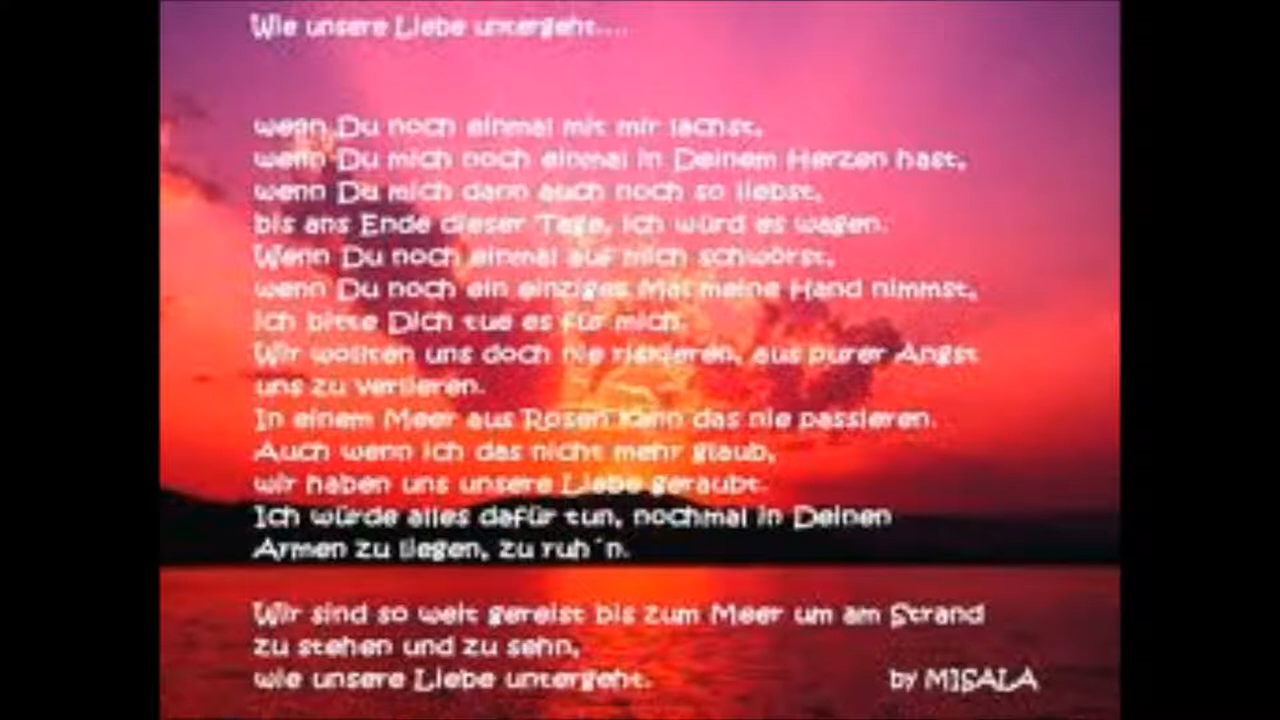 Wie unsere Liebe untergeht....
wenn Du noch einmal mit mir lachst,
wenn Du mich noch einmal in Deinem Herzen hast,
wenn Du mich dann auch noch so liebst,
bis ans Ende dieser Tage, ich würd es wagen.
Wenn Du noch einmal auf mich schwörst,
wenn Du noch ein einziges Mal meine Hand nimmst,
ich bitte Dich tue es für mich.
Wir wollten uns doch nie riskieren, aus purer Angst
uns zu verlieren.
In einem Meer aus Rosen kann das nie passieren.
Auch wenn ich das nicht mehr glaub,
wir haben uns unsere Liebe geraubt.
Ich würde alles dafür tun, nochmal in Deinen
Armen zu liegen, zu ruh´n.
Wir sind so weit gereist bis zum Meer um am Strand
zu stehen und zu sehn,
wie unsere Liebe untergeht.
by MISALA